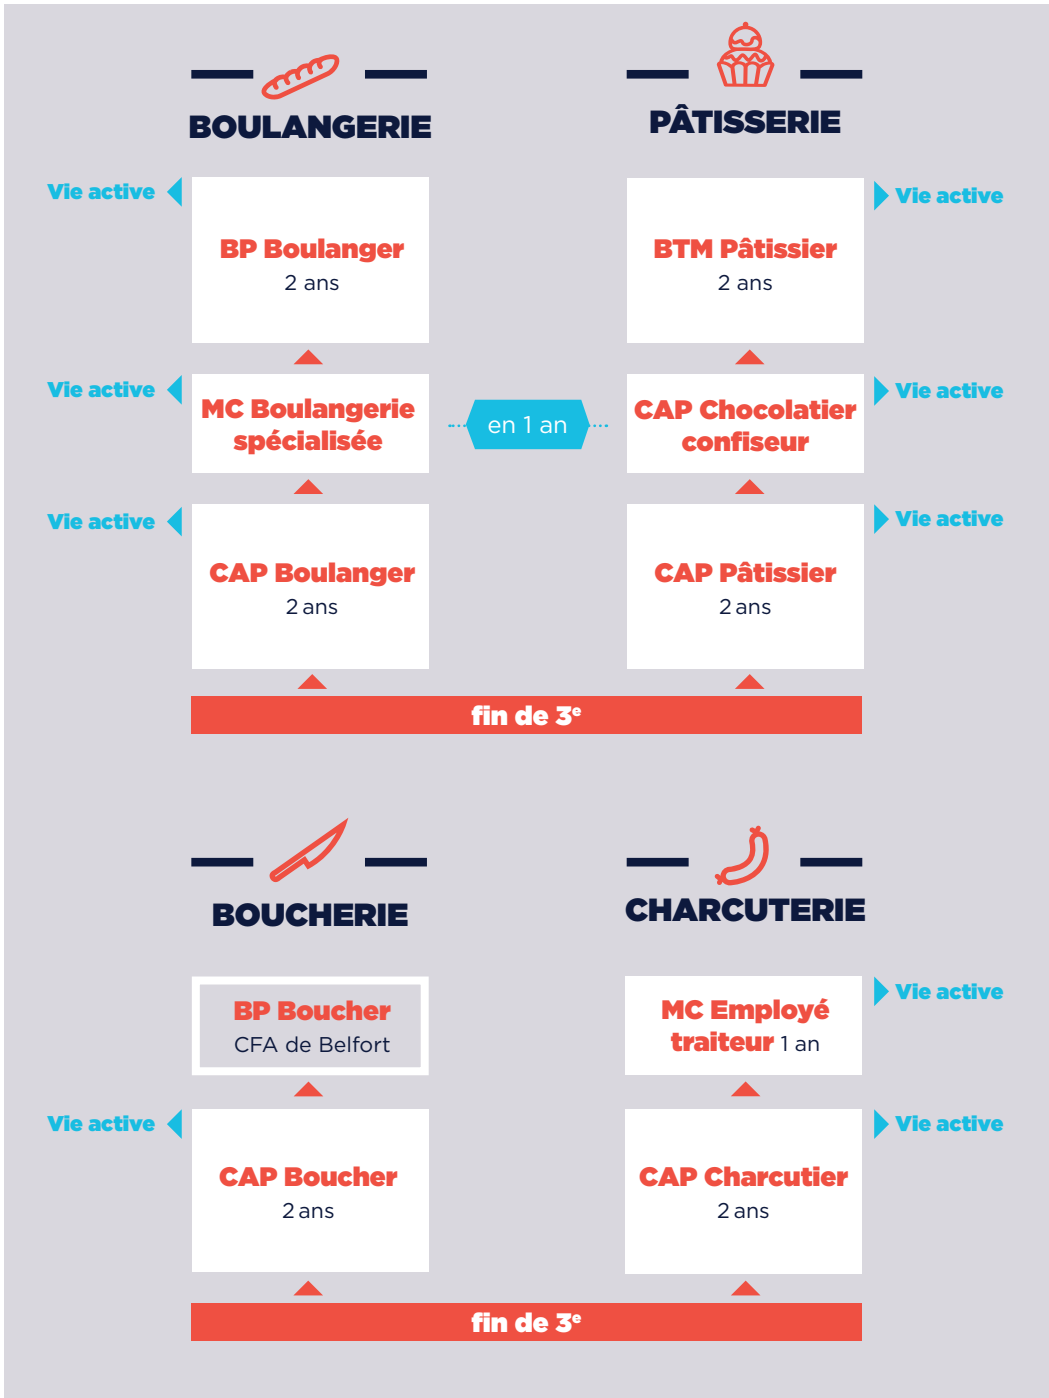 BOULANGERIE
PÂTISSERIE
Vie active
BP Boulanger
2 ans
BTM Pâtissier
2 ans
Vie active
Vie active
MC Boulangerie
spécialisée
en 1 an
CAP Chocolatier
confiseur
Vie active
Vie active
CAP Boulanger
2 ans
CAP Pâtissier
2 ans
Vie active
fin de 3e
BOUCHERIE
CHARCUTERIE
BP Boucher
CFA de Belfort
MC Employé
traiteur 1 an
Vie active
Vie active
CAP Boucher
2 ans
CAP Charcutier
2 ans
Vie active
fin de 3e